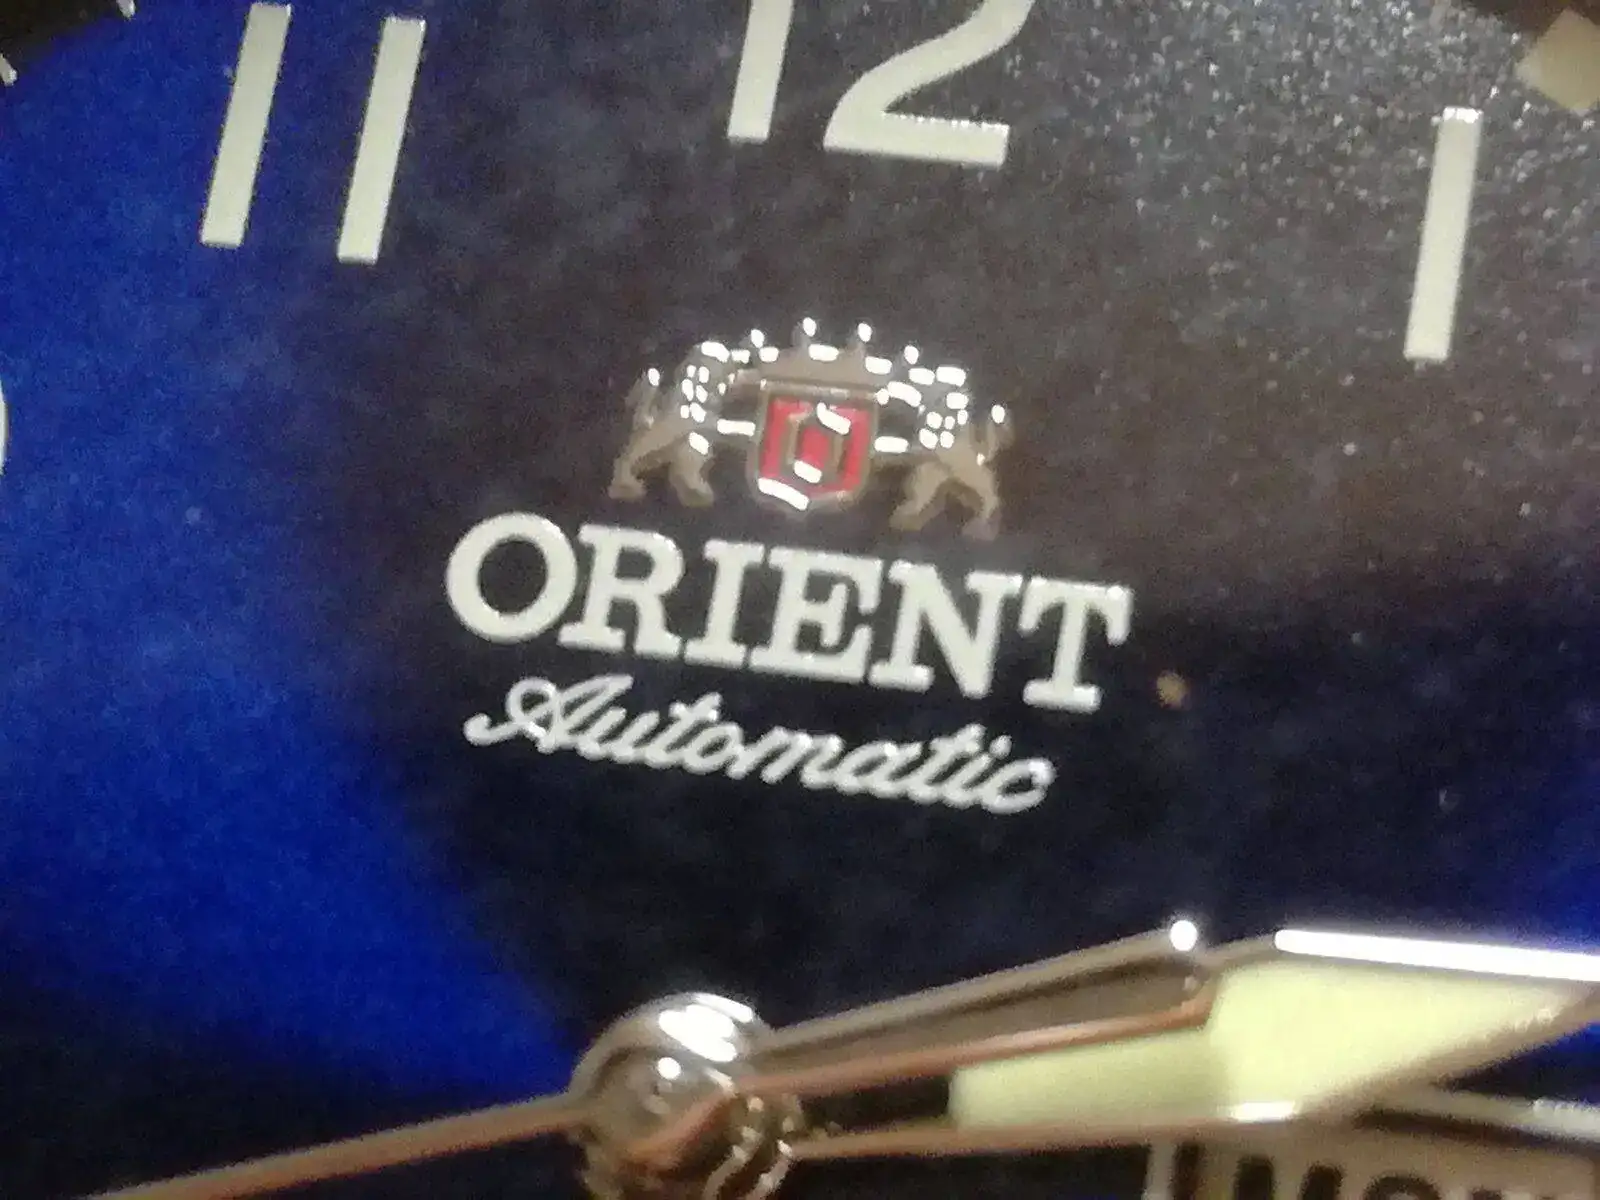 11 12 1
ORIENT
Automatic